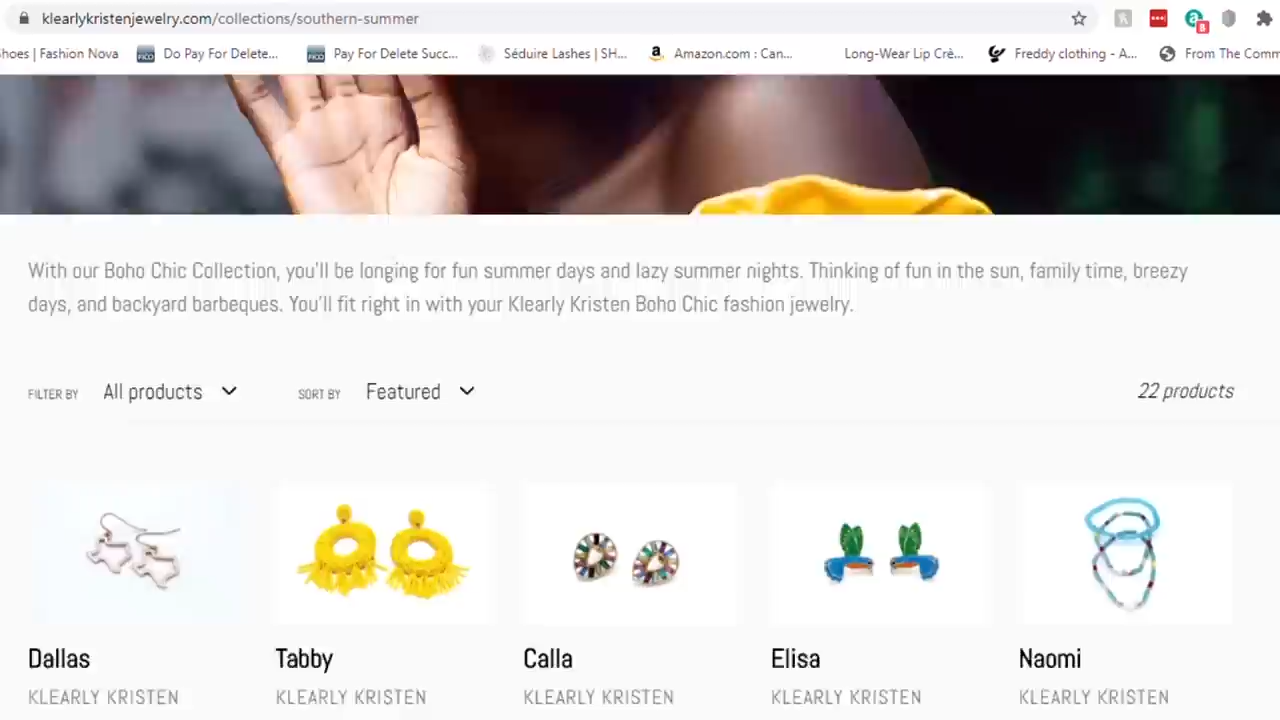 klearlykristenjewelry.com/collections/southern-summer
Shoes | Fashion Nova Do Pay For Delete... Pay For Delete Succ... Séduire Lashes | SH... Amazon.com : Can... Long-Wear Lip Crè... Freddy clothing - A... From The Comm
With our Boho Chic Collection, you'll be longing for fun summer days and lazy summer nights. Thinking of fun in the sun, family time, breezy
days, and backyard barbeques. You'll fit right in with your Klearly Kristen Boho Chic fashion jewelry.
FILTER BY All products SORT BY Featured 22 products
Dallas Tabby Calla Elisa Naomi
KLEARLY KRISTEN KLEARLY KRISTEN KLEARLY KRISTEN KLEARLY KRISTEN KLEARLY KRISTEN